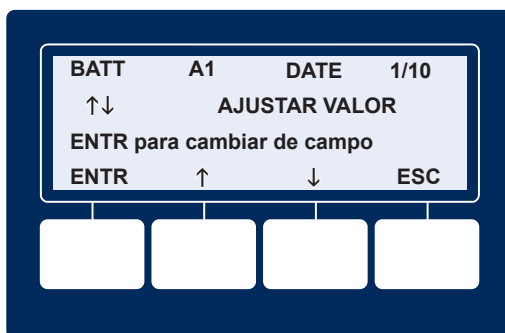 BATT A1 DATE 1/10
↑↓ AJUSTAR VALOR
ENTR para cambiar de campo
ENTR ↑ ↓ ESC